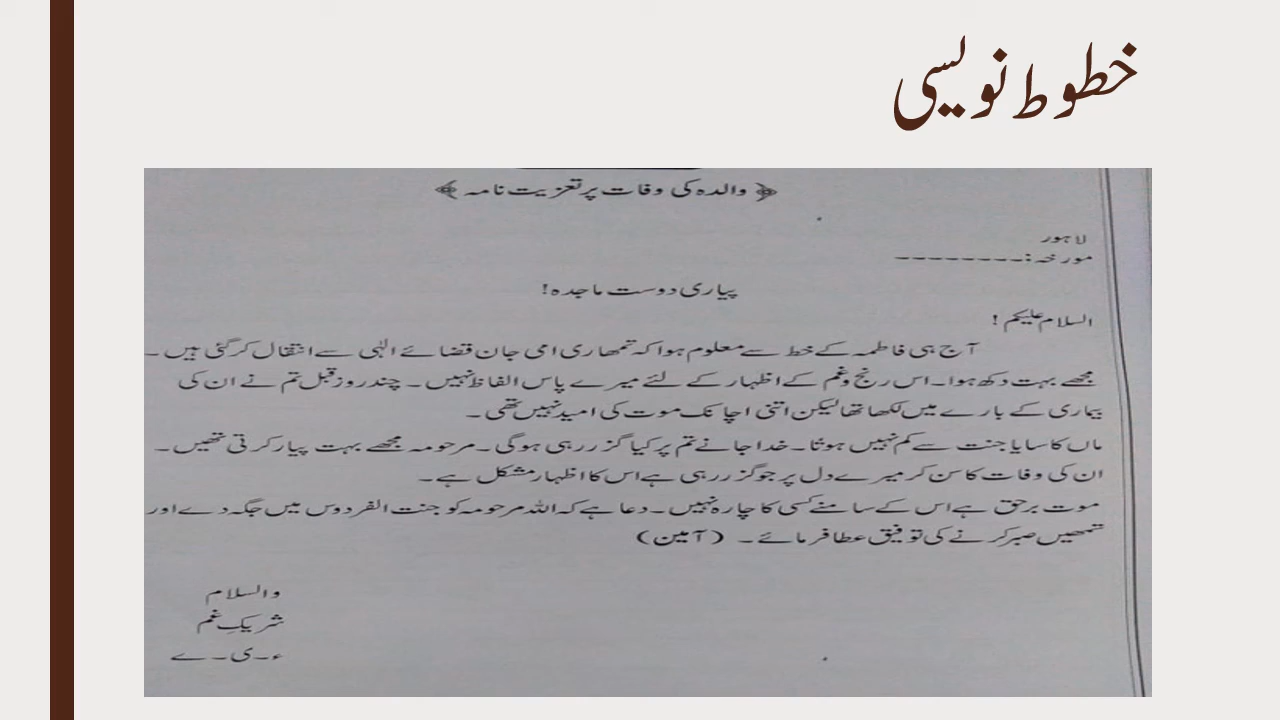 خطوط نویسی
﴿والدہ کی وفات پر تعزیت نامہ﴾
لاہور
مورخہ:---------
پیاری دوست ماجدہ!
السلام علیکم !
آج ہی فاطمہ کے خط سے معلوم ہوا کہ تمھاری امی جان قضائے الٰہی سے انتقال کر گئی ہیں ۔
مجھے بہت دکھ ہوا۔ اس رنج و غم کے اظہار کے لئے میرے پاس الفاظ نہیں ۔ چند روز قبل تم نے ان کی
بیماری کے بارے میں لکھا تھا لیکن اتنی اچانک موت کی امید نہیں تھی ۔
ماں کا سایا جنت سے کم نہیں ہوتا۔ خدا جانے تم پر کیا گزر رہی ہوگی ۔ مرحومہ مجھے بہت پیار کرتی تھیں ۔
ان کی وفات کا سن کر میرے دل پر جو گزر رہی ہے اس کا اظہار مشکل ہے ۔
موت برحق ہے اس کے سامنے کسی کا چارہ نہیں ۔ دعا ہے کہ اللہ مرحومہ کو جنت الفردوس میں جگہ دے اور
تمھیں صبر کرنے کی توفیق عطا فرمائے ۔ (آمین)
والسلام
شریکِ غم
ء۔ی۔ے